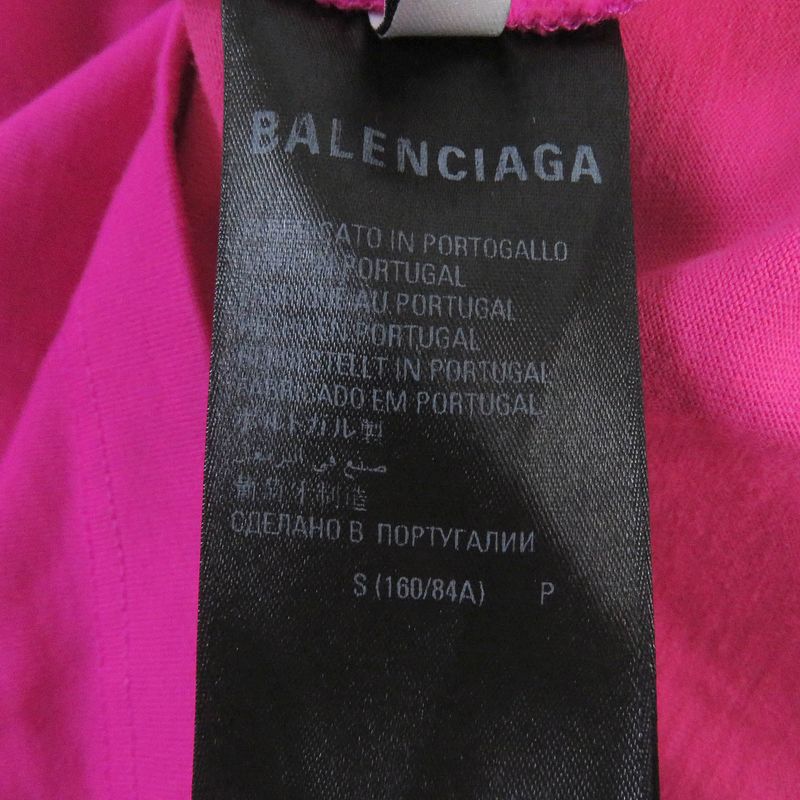 BALENCIAGA
FABBRICATO IN PORTOGALLO
MADE IN PORTUGAL
FABRIQUÉ AU PORTUGAL
HECHO EN PORTUGAL
HERGESTELLT IN PORTUGAL
FABRICADO EM PORTUGAL
ポルトガル製
صنع في البرتغال
葡萄牙制造
СДЕЛАНО В ПОРТУГАЛИИ
S (160/84A) P